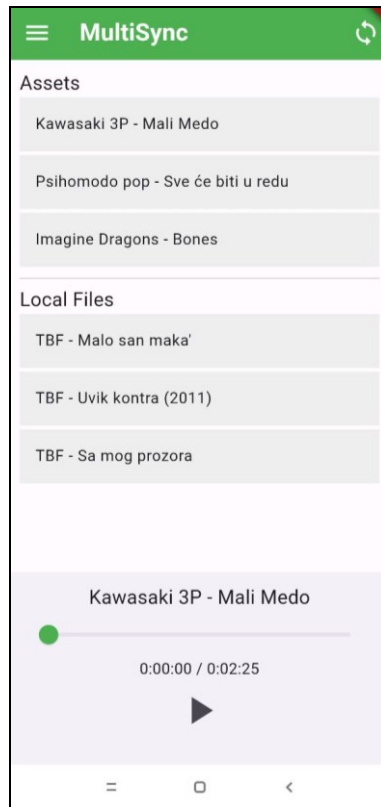 MultiSync
Assets
Kawasaki 3P - Mali Medo
Psihomodo pop - Sve će biti u redu
Imagine Dragons - Bones
Local Files
TBF - Malo san maka'
TBF - Uvik kontra (2011)
TBF - Sa mog prozora
Kawasaki 3P - Mali Medo
0:00:00 / 0:02:25